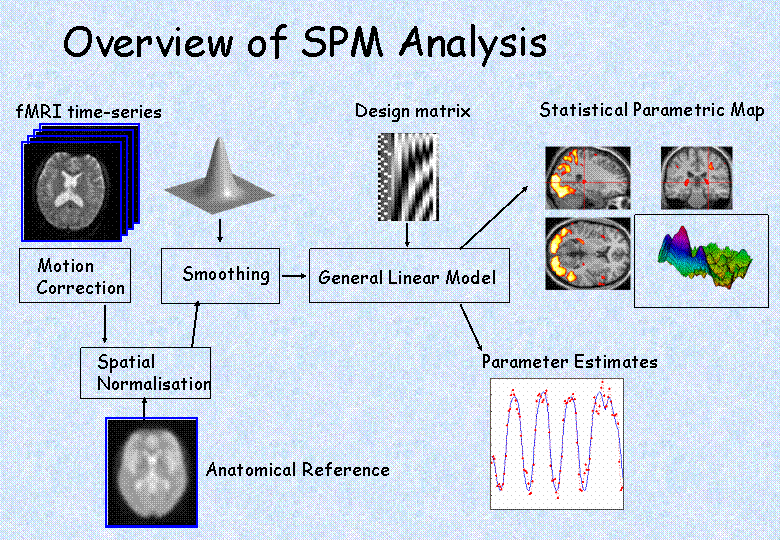 Overview of SPM Analysis
fMRI time-series
Design matrix
Statistical Parametric Map
Motion
Correction
Smoothing
General Linear Model
Spatial
Normalisation
Parameter Estimates
Anatomical Reference